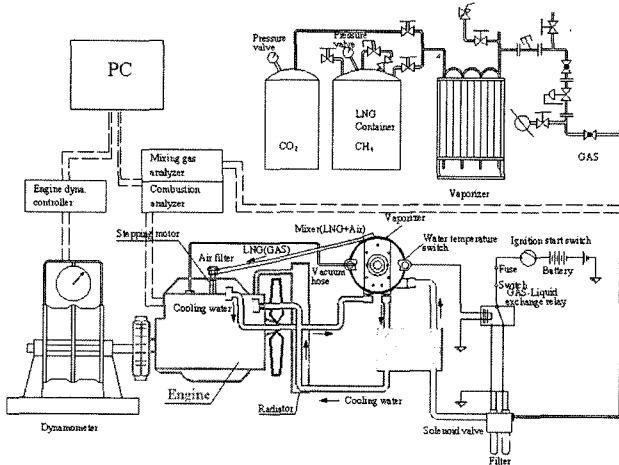 Pressure
valve
Pressure
valve
PC
LNG
Container
CO2
CH4
Mixing gas
analyzer
GAS
Engine dyna.
controller
Combustion
analyzer
Vaporizer
Stepping motor
Mixer(LNG+Air)
Vaporizer
Air filter
LNG(GAS)
Water temperature
switch
Ignition start switch
Vacuum
hose
Fuse
Battery
Switch
GAS-Liquid
exchange relay
Cooling water
Engine
Radiator
Cooling water
Dynamometer
Solenoid valve
Filter